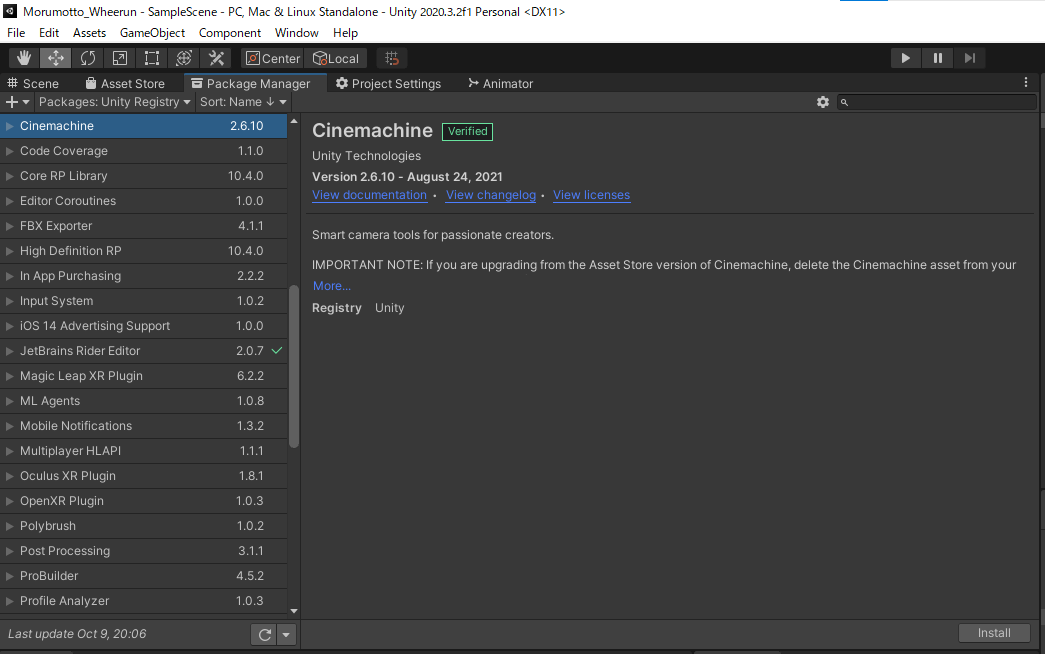 Morumotto_Wheerun - SampleScene - PC, Mac & Linux Standalone - Unity 2020.3.2f1 Personal <DX11>
File Edit Assets GameObject Component Window Help
Center Local
Scene Asset Store Package Manager Project Settings Animator
Packages: Unity Registry Sort: Name ↓
Cinemachine 2.6.10
Code Coverage 1.1.0
Core RP Library 10.4.0
Editor Coroutines 1.0.0
FBX Exporter 4.1.1
High Definition RP 10.4.0
In App Purchasing 2.2.2
Input System 1.0.2
iOS 14 Advertising Support 1.0.0
JetBrains Rider Editor 2.0.7
Magic Leap XR Plugin 6.2.2
ML Agents 1.0.8
Mobile Notifications 1.3.2
Multiplayer HLAPI 1.1.1
Oculus XR Plugin 1.8.1
OpenXR Plugin 1.0.3
Polybrush 1.0.2
Post Processing 3.1.1
ProBuilder 4.5.2
Profile Analyzer 1.0.3
Last update Oct 9, 20:06
Cinemachine Verified
Unity Technologies
Version 2.6.10 - August 24, 2021
View documentation • View changelog • View licenses
Smart camera tools for passionate creators.
IMPORTANT NOTE: If you are upgrading from the Asset Store version of Cinemachine, delete the Cinemachine asset from your
More...
Registry Unity
Install